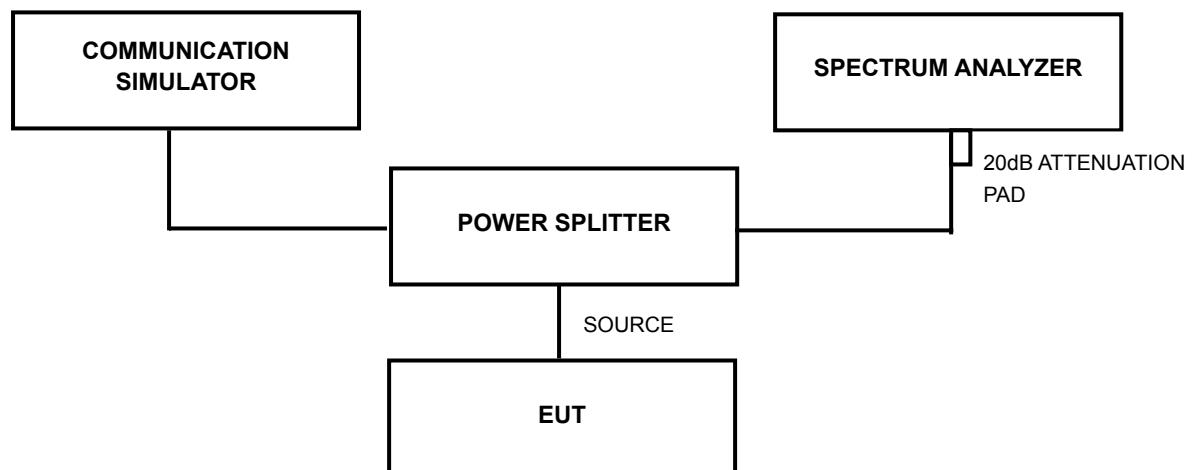 COMMUNICATION
SIMULATOR
SPECTRUM ANALYZER
20dB ATTENUATION
PAD
POWER SPLITTER
SOURCE
EUT